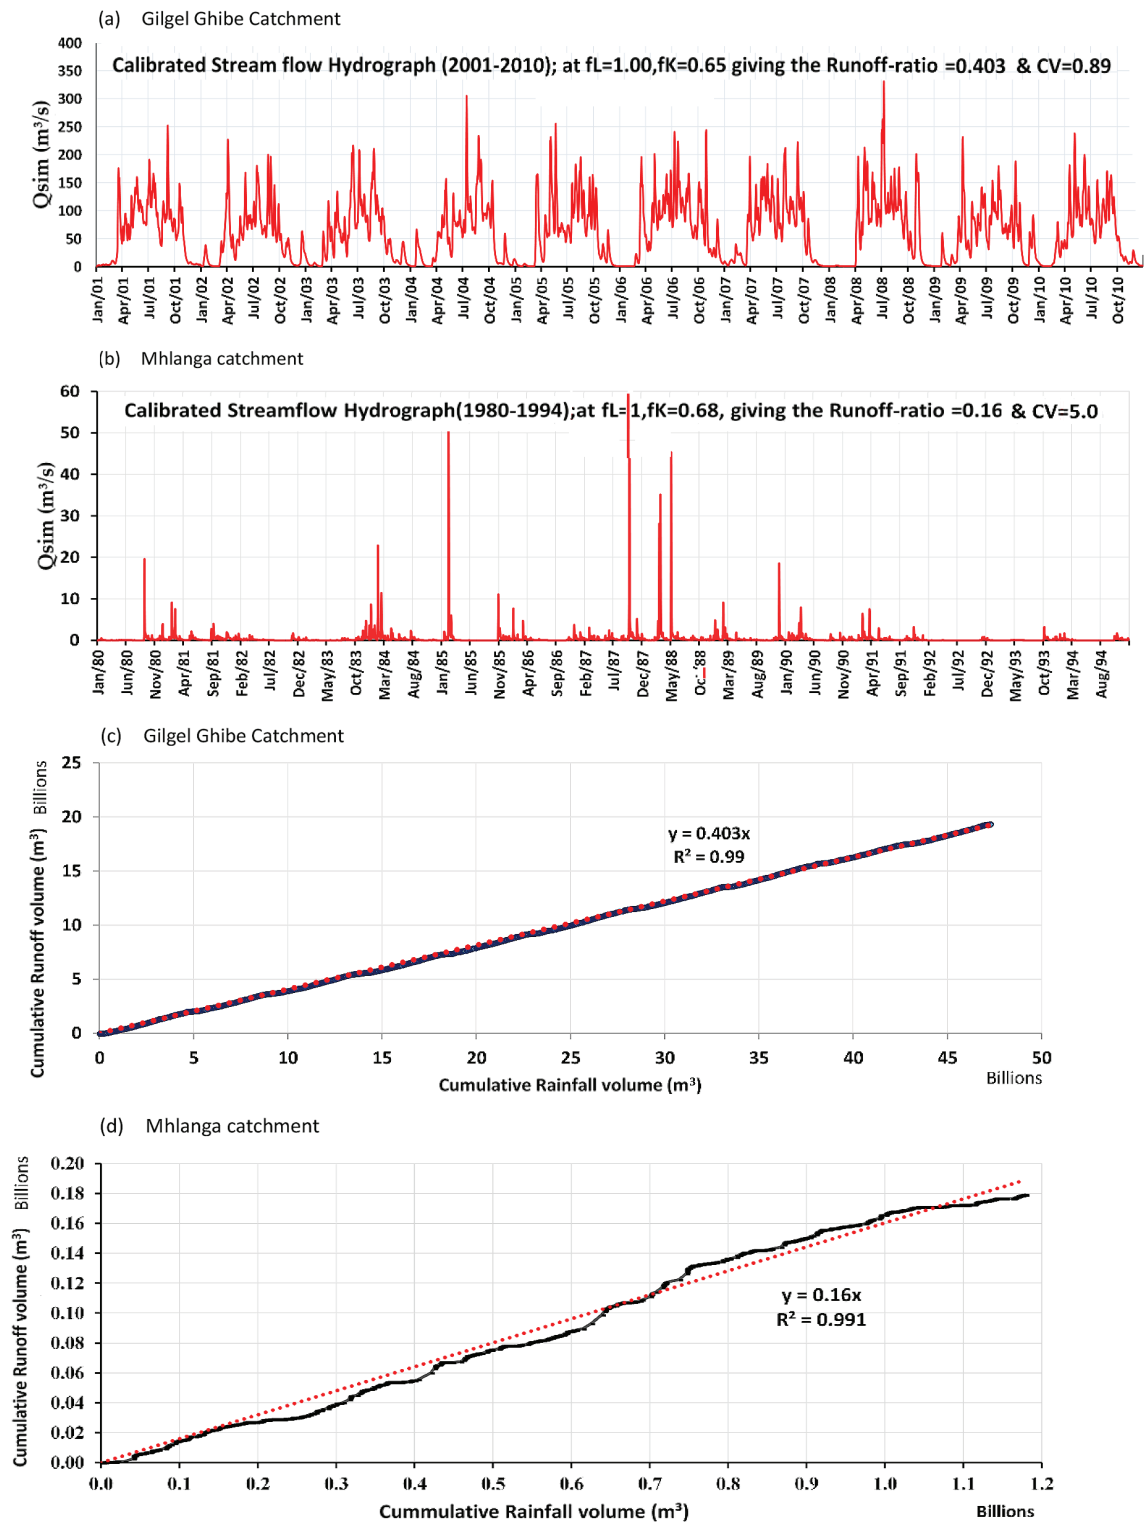 (a) Gilgel Ghibe Catchment
Calibrated Stream flow Hydrograph (2001-2010); at fL=1.00,fK=0.65 giving the Runoff-ratio =0.403 & CV=0.89
Qsim (m³/s)
400
350
300
250
200
150
100
50
0
Jan/01 Apr/01 Jul/01 Oct/01 Jan/02 Apr/02 Jul/02 Oct/02 Jan/03 Apr/03 Jul/03 Oct/03 Jan/04 Apr/04 Jul/04 Oct/04 Jan/05 Apr/05 Jul/05 Oct/05 Jan/06 Apr/06 Jul/06 Oct/06 Jan/07 Apr/07 Jul/07 Oct/07 Jan/08 Apr/08 Jul/08 Oct/08 Jan/09 Apr/09 Jul/09 Oct/09 Jan/10 Apr/10 Jul/10 Oct/10
(b) Mhlanga catchment
Calibrated Streamflow Hydrograph(1980-1994);at fL=1,fK=0.68, giving the Runoff-ratio =0.16 & CV=5.0
Qsim (m³/s)
60
50
40
30
20
10
0
Jan/80 Jun/80 Nov/80 Apr/81 Sep/81 Feb/82 Jul/82 Dec/82 May/83 Oct/83 Mar/84 Aug/84 Jan/85 Jun/85 Nov/85 Apr/86 Sep/86 Feb/87 Jul/87 Dec/87 May/88 Mar/89 Aug/89 Jan/90 Jun/90 Nov/90 Apr/91 Sep/91 Feb/92 Jul/92 Dec/92 May/93 Oct/93 Mar/94 Aug/94
(c) Gilgel Ghibe Catchment
Cumulative Runoff volume (m³) Billions
25
20
15
10
5
0
y = 0.403x
R² = 0.99
0 5 10 15 20 25 30 35 40 45 50
Cumulative Rainfall volume (m³)
Billions
(d) Mhlanga catchment
Cumulative Runoff volume (m³) Billions
0.20
0.18
0.16
0.14
0.12
0.10
0.08
0.06
0.04
0.02
0.00
y = 0.16x
R² = 0.991
0.0 0.1 0.2 0.3 0.4 0.5 0.6 0.7 0.8 0.9 1.0 1.1 1.2
Cummulative Rainfall volume (m³)
Billions